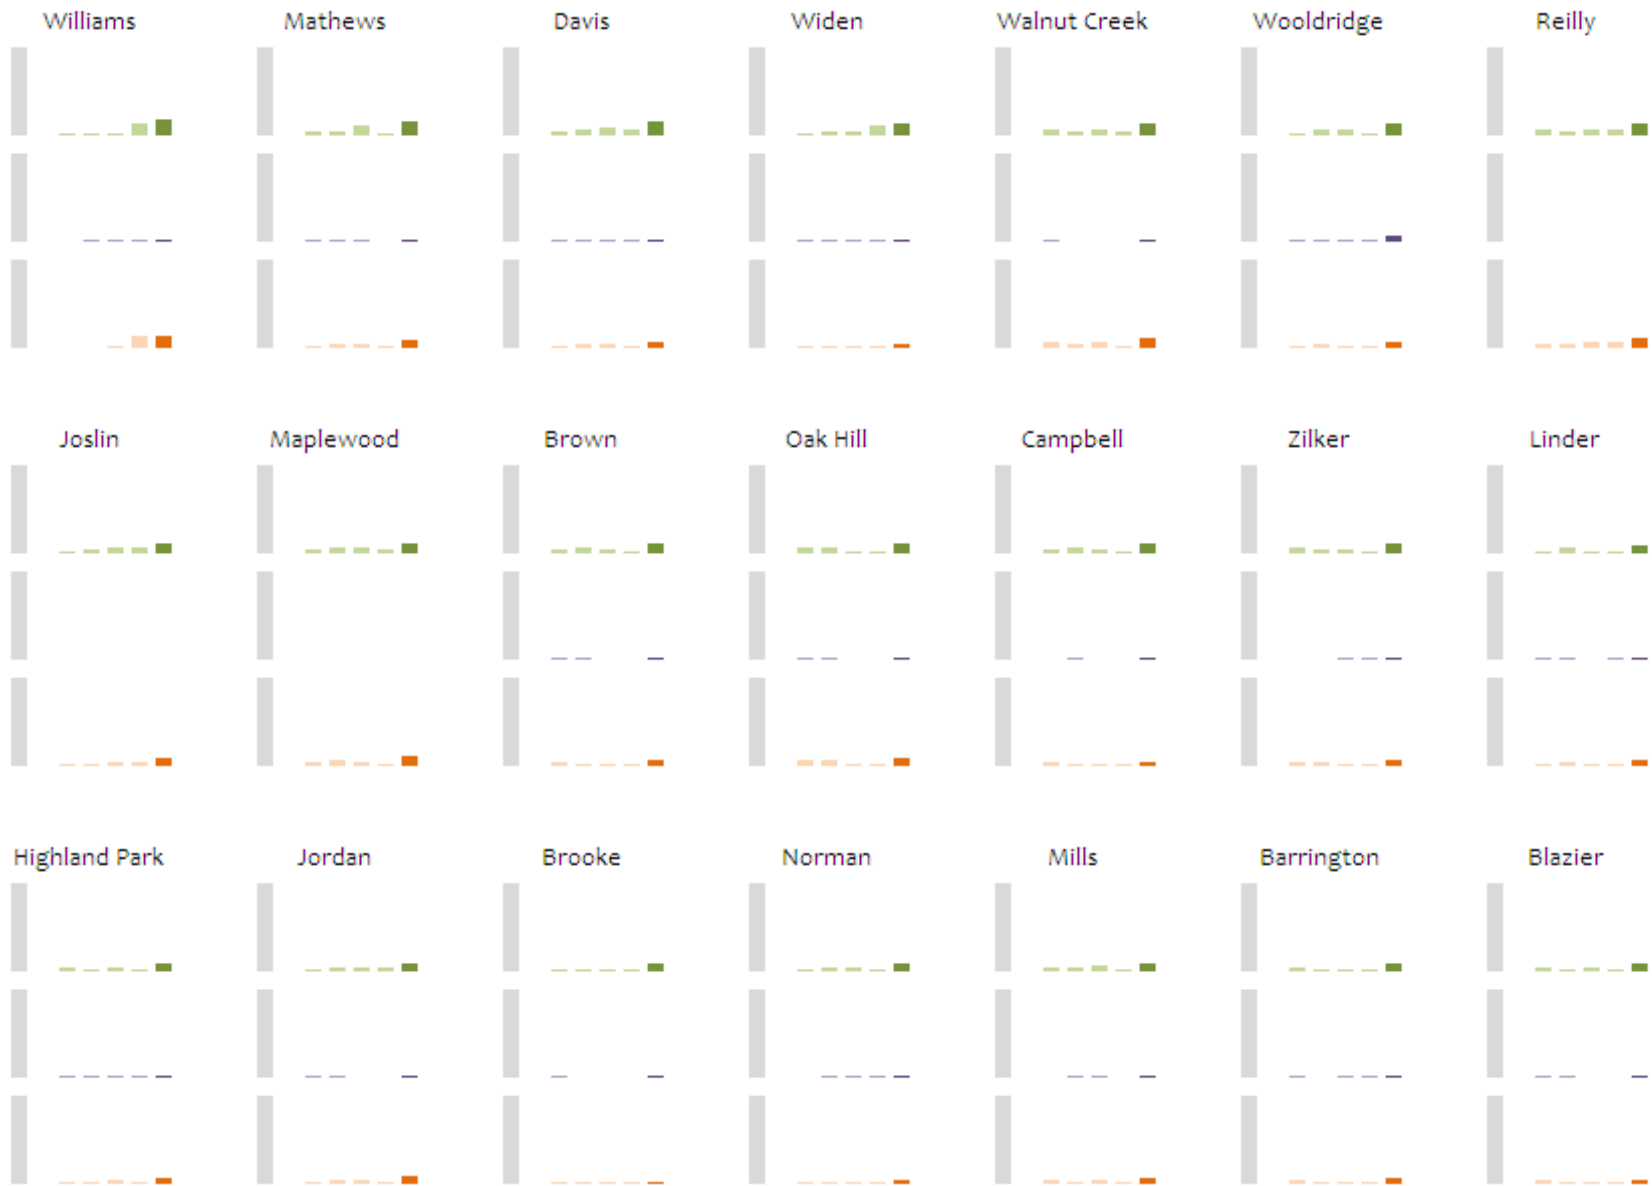 Williams Mathews Davis Widen Walnut Creek Wooldridge Reilly
Joslin Maplewood Brown Oak Hill Campbell Zilker Linder
Highland Park Jordan Brooke Norman Mills Barrington Blazier